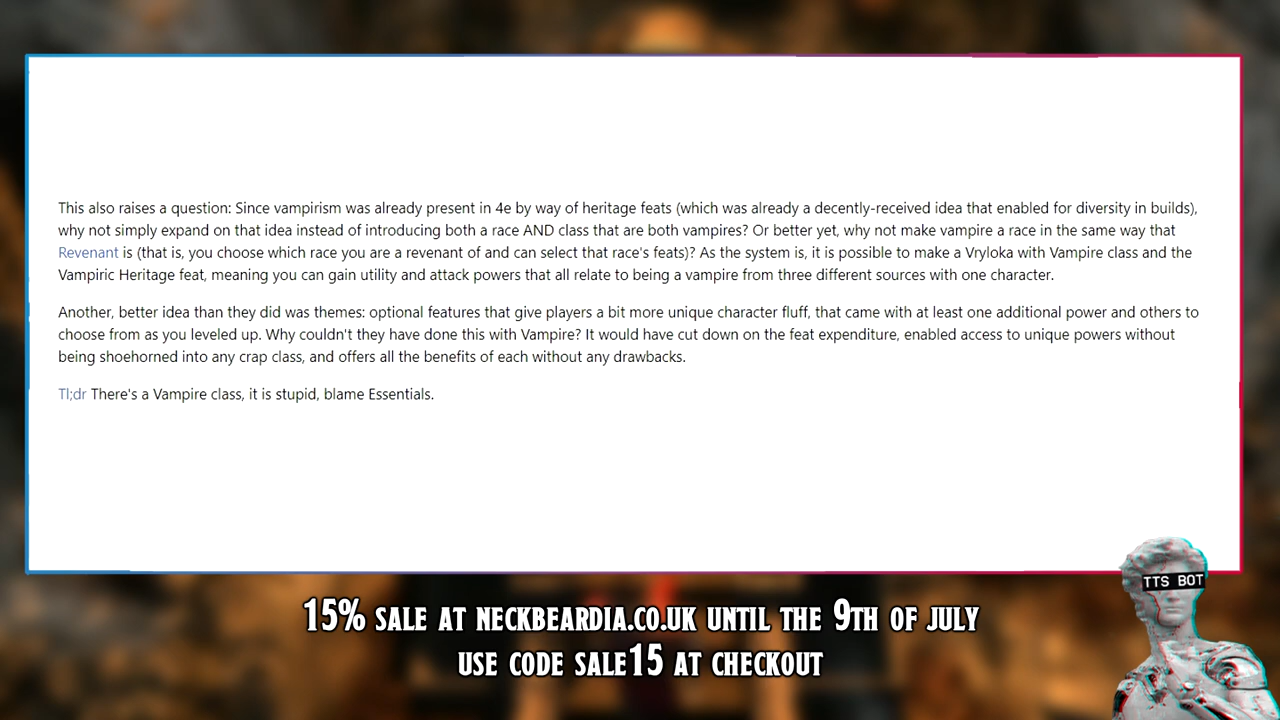 This also raises a question: Since vampirism was already present in 4e by way of heritage feats (which was already a decently-received idea that enabled for diversity in builds),
why not simply expand on that idea instead of introducing both a race AND class that are both vampires? Or better yet, why not make vampire a race in the same way that
Revenant is (that is, you choose which race you are a revenant of and can select that race's feats)? As the system is, it is possible to make a Vryloka with Vampire class and the
Vampiric Heritage feat, meaning you can gain utility and attack powers that all relate to being a vampire from three different sources with one character.
Another, better idea than they did was themes: optional features that give players a bit more unique character fluff, that came with at least one additional power and others to
choose from as you leveled up. Why couldn't they have done this with Vampire? It would have cut down on the feat expenditure, enabled access to unique powers without
being shoehorned into any crap class, and offers all the benefits of each without any drawbacks.
Tl;dr There's a Vampire class, it is stupid, blame Essentials.
TTS BOT
15% SALE AT NECKBEARDIA.CO.UK UNTIL THE 9TH OF JULY
USE CODE SALE15 AT CHECKOUT